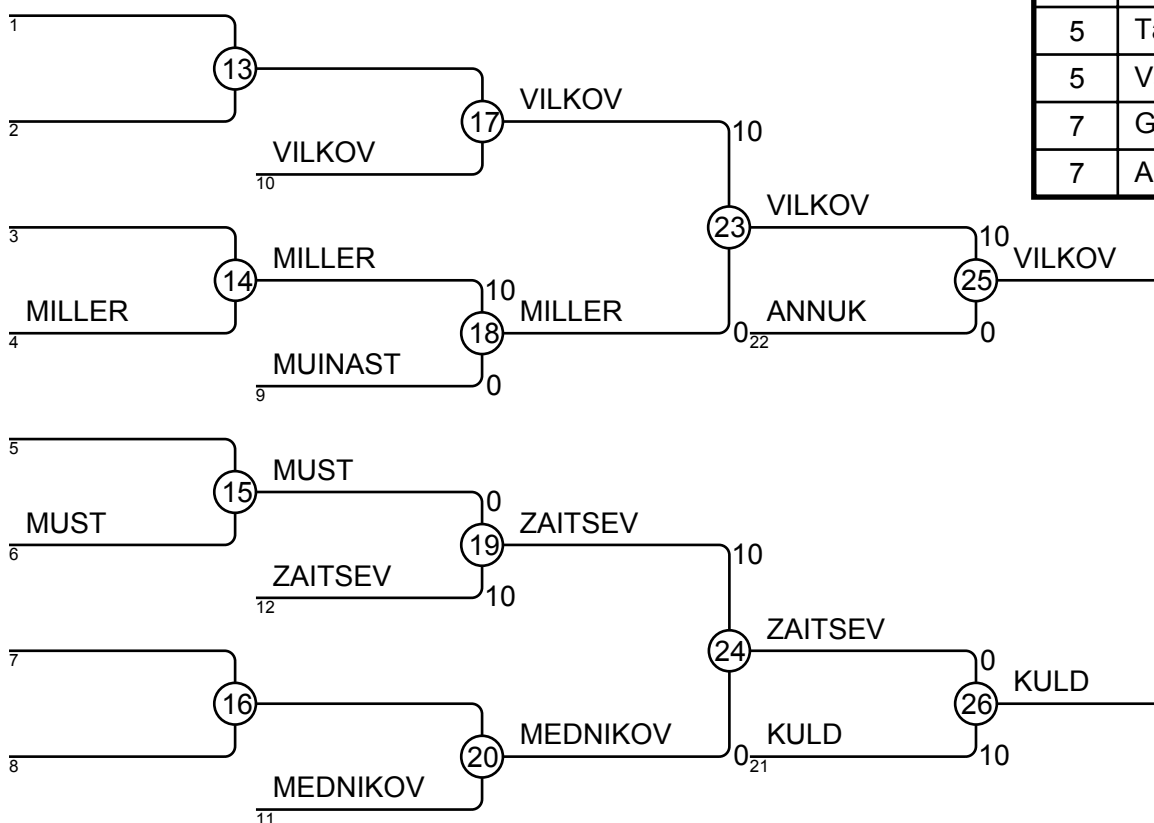 1
13
2
VILKOV
10
17
VILKOV
10
3
14
MILLER
4
MILLER
10
MUINAST
9
18
0
MILLER
0
23
VILKOV
10
ANNUK
22
25
0
VILKOV
5
15
MUST
6
MUST
0
ZAITSEV
12
19
10
ZAITSEV
10
7
16
8
MEDNIKOV
11
20
MEDNIKOV
0
24
ZAITSEV
0
KULD
21
26
10
KULD
5
5 V
7 G
7 A